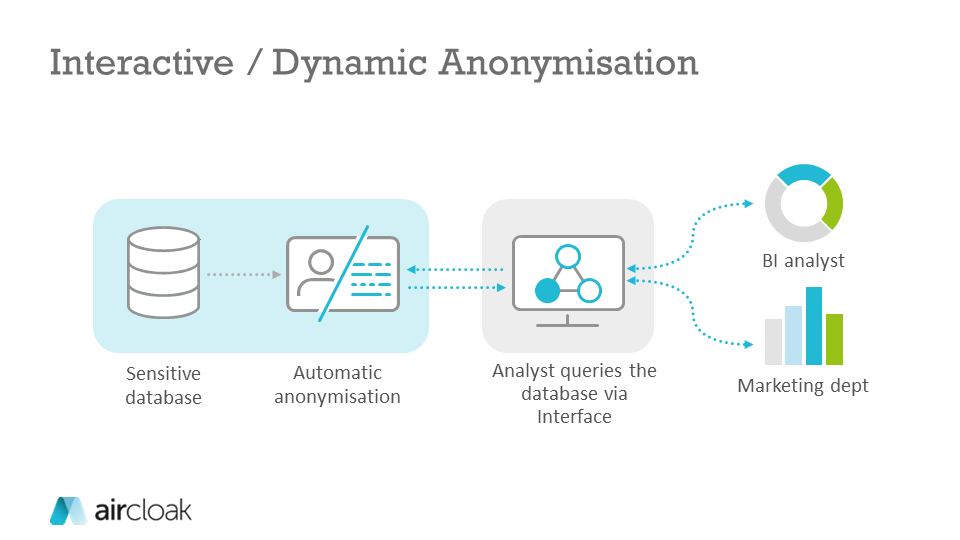 Interactive / Dynamic Anonymisation
BI analyst
Sensitive
database
Automatic
anonymisation
Analyst queries the
database via
Interface
Marketing dept
aircloak